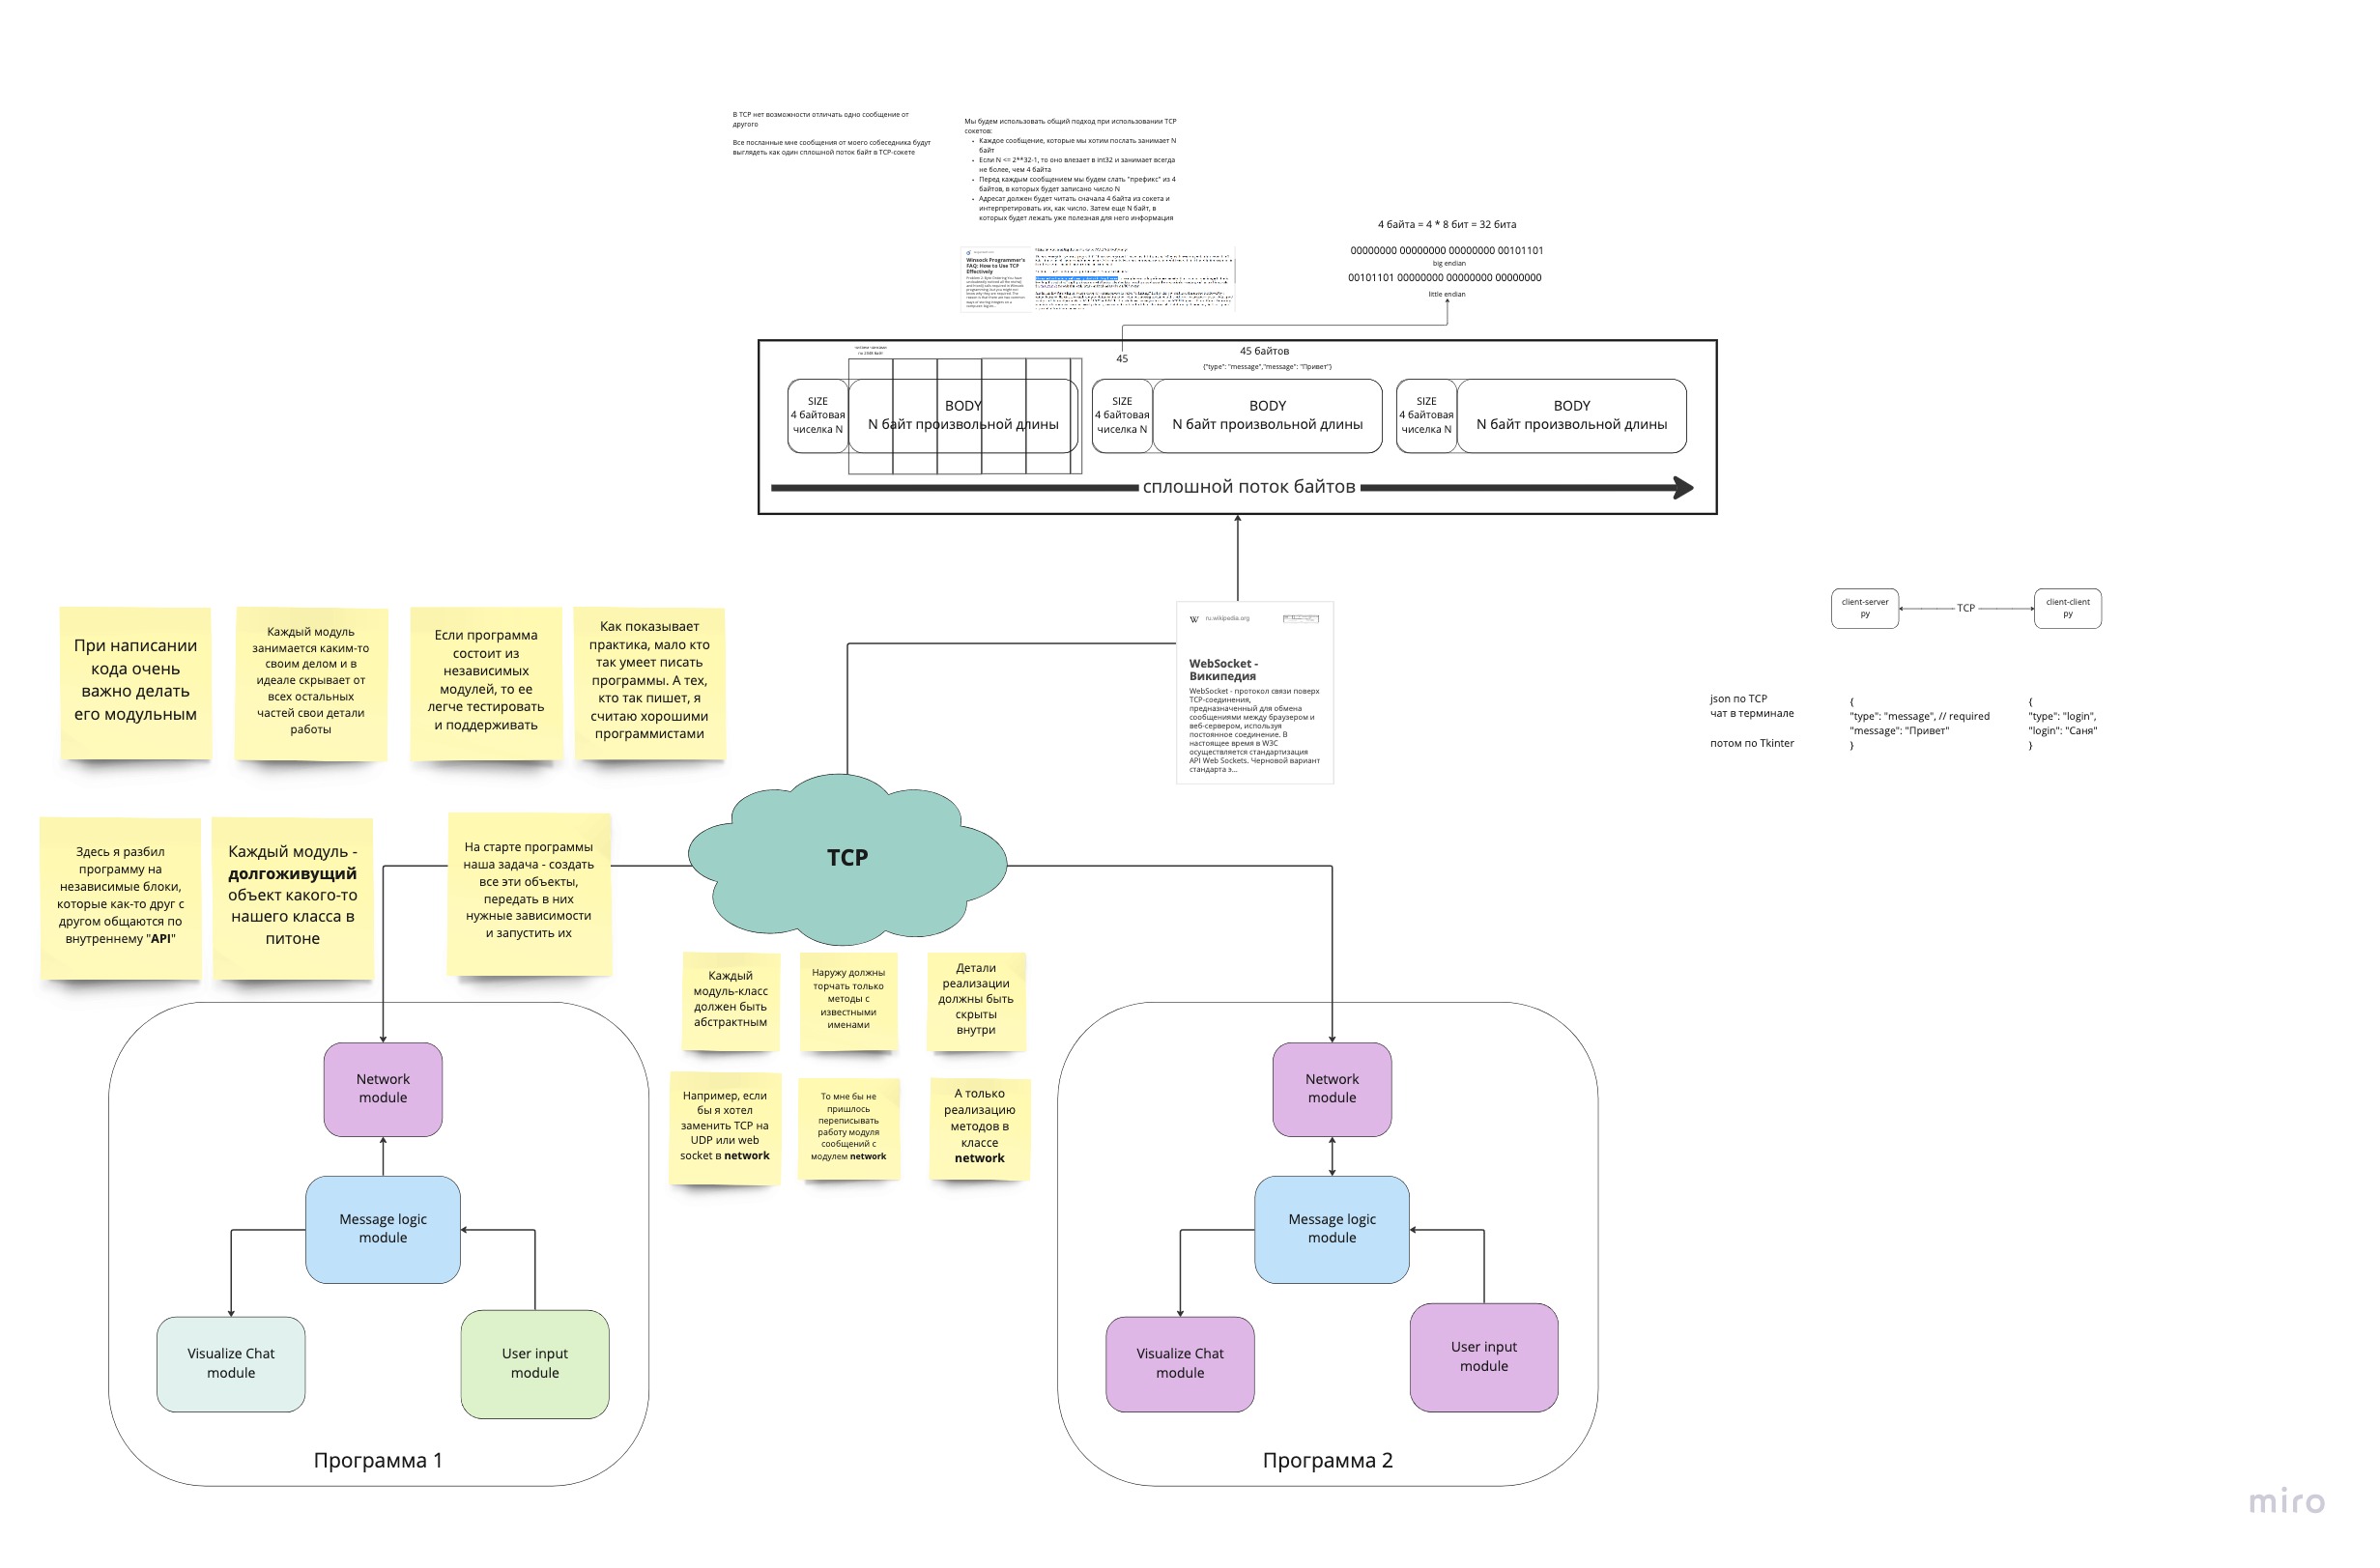 В TCP нет возможности отличать одно сообщение от
другого
Все посланные мне сообщения от моего собеседника будут
выглядеть как один сплошной поток байт в TCP-сокете
Мы будем использовать общий подход при использовании TCP
сокетов:
Каждое сообщение, которые мы хотим послать занимает N
байт
Если N <= 2**32-1, то оно влезает в int32 и занимает всегда
не более, чем 4 байта
Перед каждым сообщением мы будем слать "префикс" из 4
байтов, в которых будет записано число N
Адресат должен будет читать сначала 4 байта из сокета и
интерпретировать их, как число. Затем еще N байт, в
которых будет лежать уже полезная для него информация
4 байта = 4 * 8 бит = 32 бита
00000000 00000000 00000000 00101101
big endian
00101101 00000000 00000000 00000000
little endian
Winsock Programmer's
FAQ: How to Use TCP
Effectively
45
45 байтов
{"type": "message","message": "Привет"}
SIZE
4 байтовая
чиселка N
BODY
N байт произвольной длины
SIZE
4 байтовая
чиселка N
BODY
N байт произвольной длины
SIZE
4 байтовая
чиселка N
BODY
N байт произвольной длины
сплошной поток байтов
ru.wikipedia.org
WebSocket -
Википедия
WebSocket - протокол связи поверх
TCP-соединения,
предназначенный для обмена
сообщениями между браузером и
веб-сервером, используя
постоянное соединение. В
настоящее время в W3C
осуществляется стандартизация
API Web Sockets. Черновой вариант
стандарта э...
client-server
py
TCP
client-client
py
json по TCP
чат в терминале
потом по Tkinter
{
"type": "message", // required
"message": "Привет"
}
{
"type": "login",
"login": "Саня"
}
При написании
кода очень
важно делать
его модульным
Каждый модуль
занимается каким-то
своим делом и в
идеале скрывает от
всех остальных
частей свои детали
работы
Если программа
состоит из
независимых
модулей, то ее
легче тестировать
и поддерживать
Как показывает
практика, мало кто
так умеет писать
программы. А тех,
кто так пишет, я
считаю хорошими
программистами
Здесь я разбил
программу на
независимые блоки,
которые как-то друг с
другом общаются по
внутреннему "API"
Каждый модуль -
долгоживущий
объект какого-то
нашего класса в
питоне
На старте программы
наша задача - создать
все эти объекты,
передать в них
нужные зависимости
и запустить их
TCP
Каждый
модуль-класс
должен быть
абстрактным
Наружу должны
торчать только
методы с
известными
именами
Детали
реализации
должны быть
скрыты
внутри
Например, если
бы я хотел
заменить TCP на
UDP или web
socket в network
То мне бы не
пришлось
переписывать
работу модуля
сообщений с
модулем network
А только
реализацию
методов в
классе
network
Network
module
Message logic
module
Visualize Chat
module
User input
module
Программа 1
Network
module
Message logic
module
Visualize Chat
module
User input
module
Программа 2
miro